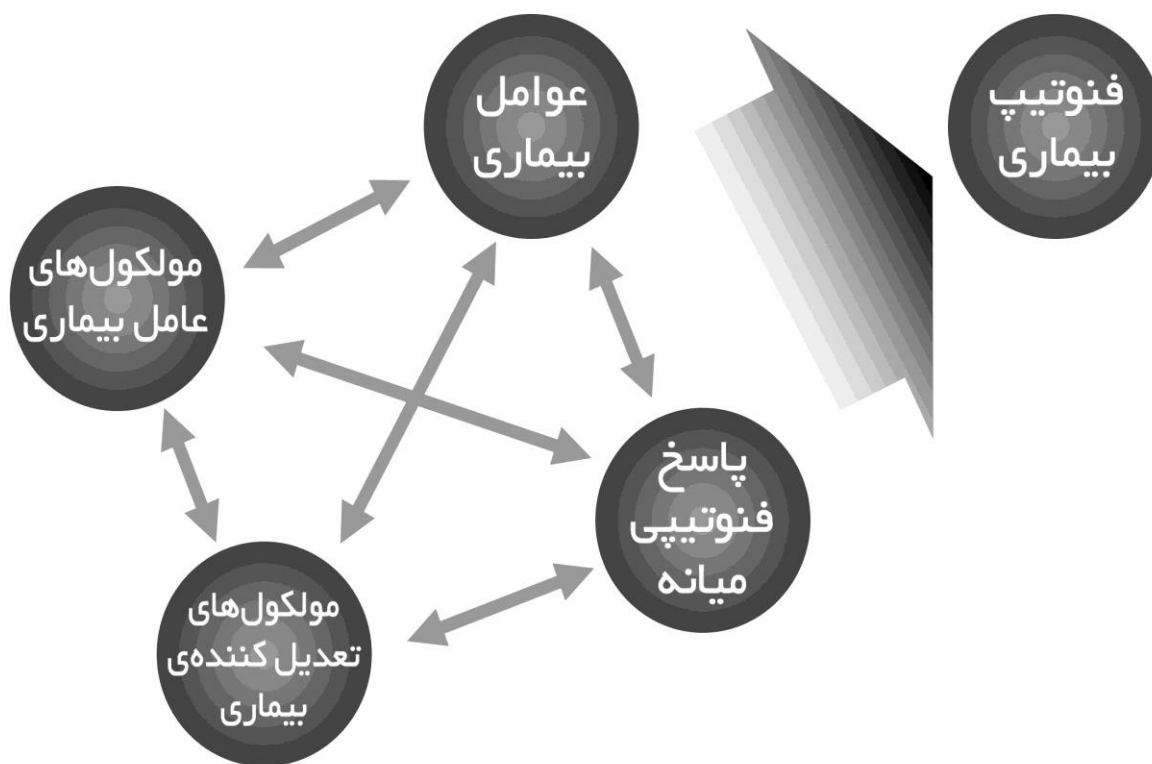 عوامل
بیماری
فنوتیپ
بیماری
مولکول‌های
عامل بیماری
پاسخ
فنوتیپی
میانه
مولکول‌های
تعدیل کننده‌ی
بیماری